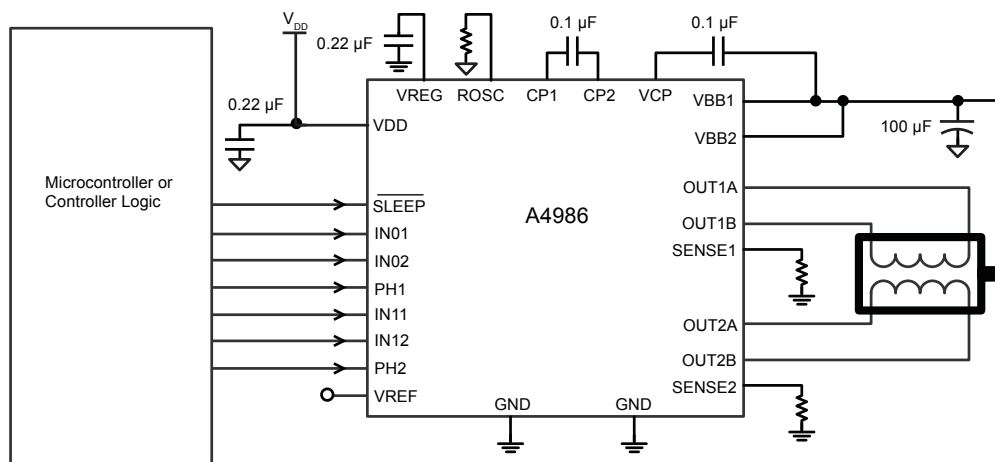 V_DD
0.22 µF
0.1 µF
0.1 µF
VREG
ROSC
CP1
CP2
VCP
VBB1
0.22 µF
VDD
VBB2
100 µF
Microcontroller or
Controller Logic
A4986
OUT1A
SLEEP
OUT1B
IN01
SENSE1
IN02
PH1
IN11
OUT2A
IN12
OUT2B
PH2
SENSE2
VREF
GND
GND